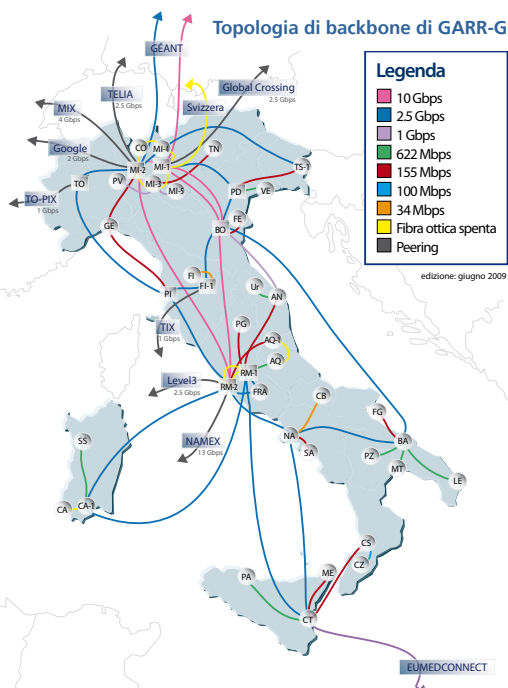 Topologia di backbone di GARR-G
GÉANT
Legenda
10 Gbps
2.5 Gbps
1 Gbps
622 Mbps
155 Mbps
100 Mbps
34 Mbps
Fibra ottica spenta
Peering
edizione: giugno 2009
TELIA
2.5 Gbps
Global Crossing
2.5 Gbps
Svizzera
MIX
4 Gbps
Google
2 Gbps
TO-PIX
1 Gbps
CO
MI-4
MI-2
MI-1
TN
TO
PV
MI-3
MI-5
TS-1
PD
VE
GE
FE
BO
FI
FI-1
PI
Ur
AN
TIX
1 Gbps
PG
AQ-1
AQ
RM-1
RM-2
FRA
Level3
2.5 Gbps
NAMEX
13 Gbps
CB
FG
NA
SA
BA
PZ
MT
LE
SS
CA
CA-1
CS
CZ
PA
ME
CT
EUMEDCONNECT